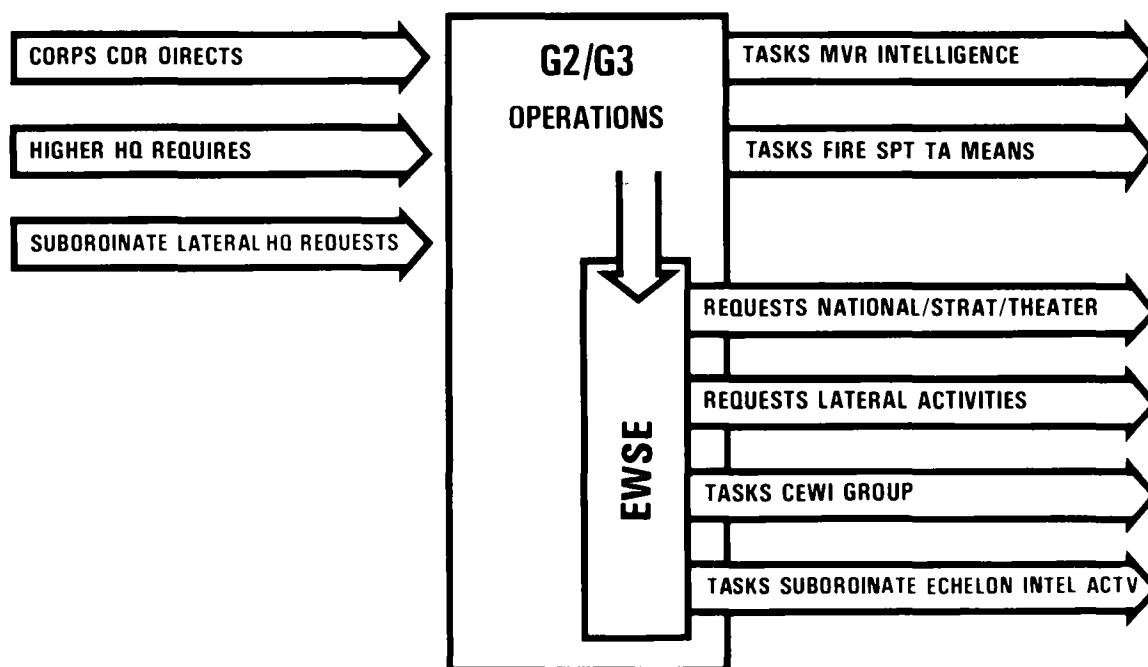 CORPS CDR OIRECTS
HIGHER HQ REQUIRES
SUBOROINATE LATERAL HQ REQUESTS
G2/G3
OPERATIONS
EWSE
TASKS MVR INTELLIGENCE
TASKS FIRE SPT TA MEANS
REQUESTS NATIONAL/STRAT/THEATER
REQUESTS LATERAL ACTIVITIES
TASKS CEWI GROUP
TASKS SUBOROINATE ECHELON INTEL ACTV